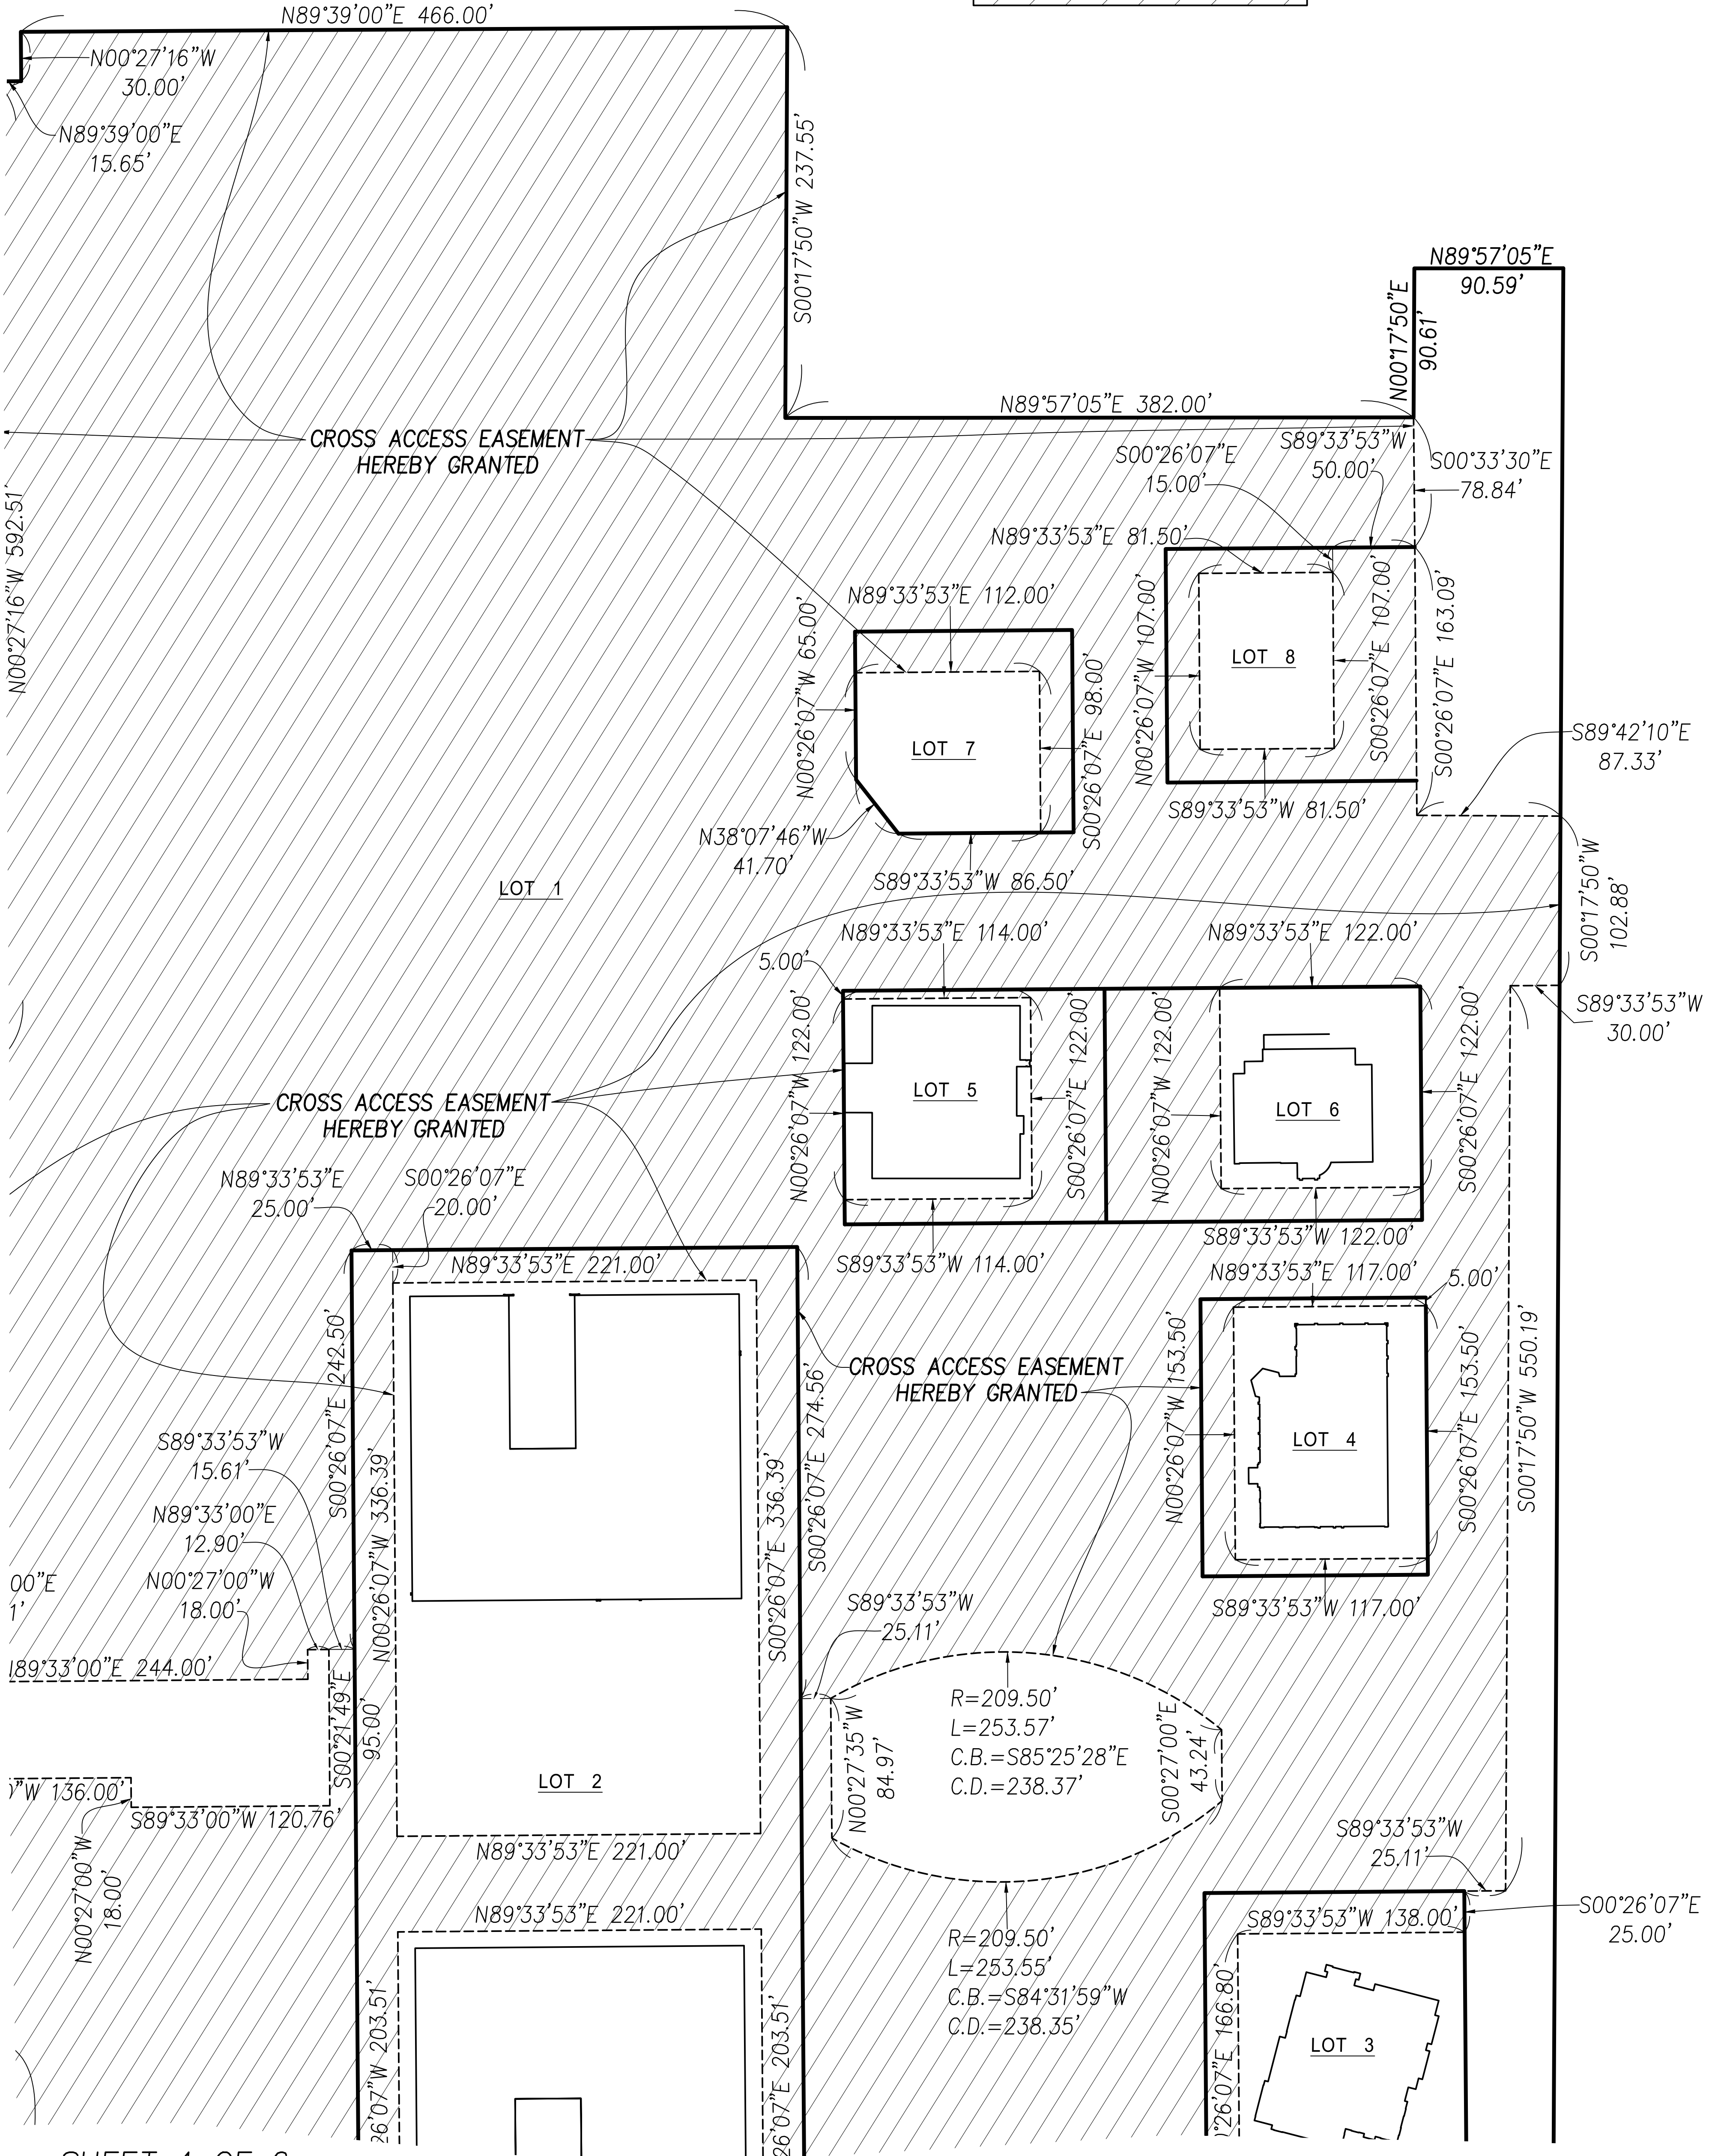 N89°39'00"E 466.00'
N00°27'16"W
30.00'
N89°39'00"E
15.65'
S00°17'50"W 237.55'
N89°57'05"E
90.59'
N00°17'50"E
90.61'
N89°57'05"E 382.00'
CROSS ACCESS EASEMENT
HEREBY GRANTED
S00°26'07"E
15.00'
S89°33'53"W
50.00'
S00°33'30"E
78.84'
N00°27'16"W 592.51'
N89°33'53"E 81.50'
N89°33'53"E 112.00'
N00°26'07"W 65.00'
LOT 7
S00°26'07"E 98.00'
N00°26'07"W 107.00'
LOT 8
S00°26'07"E 107.00'
S00°26'07"E 163.09'
S89°42'10"E
87.33'
S89°33'53"W 81.50'
N38°07'46"W
41.70'
S89°33'53"W 86.50'
LOT 1
S00°17'50"W
102.88'
N89°33'53"E 114.00'
N89°33'53"E 122.00'
5.00'
S89°33'53"W
30.00'
N00°26'07"W 122.00'
LOT 5
S00°26'07"E 122.00'
N00°26'07"W 122.00'
LOT 6
S00°26'07"E 122.00'
CROSS ACCESS EASEMENT
HEREBY GRANTED
N89°33'53"E
25.00'
S00°26'07"E
20.00'
S89°33'53"W 122.00'
N89°33'53"E 221.00'
S89°33'53"W 114.00'
N89°33'53"E 117.00'
5.00'
S00°26'07"E 242.50'
N00°26'07"W 336.39'
S00°26'07"E 336.39'
S00°26'07"E 274.56'
CROSS ACCESS EASEMENT
HEREBY GRANTED
N00°26'07"W 153.50'
LOT 4
S00°26'07"E 153.50'
S00°17'50"W 550.19'
S89°33'53"W
15.61'
N89°33'00"E
12.90'
N00°27'00"W
18.00'
00"E
1'
S89°33'53"W
25.11'
S89°33'53"W 117.00'
N89°33'00"E 244.00'
S00°21'49"E
95.00'
R=209.50'
L=253.57'
C.B.=S85°25'28"E
C.D.=238.37'
N00°27'35"W
84.97'
S00°27'00"E
43.24'
LOT 2
"W 136.00'
S89°33'00"W 120.76'
N00°27'00"W
18.00'
N89°33'53"E 221.00'
S89°33'53"W
25.11'
N89°33'53"E 221.00'
S89°33'53"W 138.00'
S00°26'07"E
25.00'
R=209.50'
L=253.55'
C.B.=S84°31'59"W
C.D.=238.35'
26'07"W 203.51'
26'07"E 203.51'
°26'07"E 166.80'
LOT 3